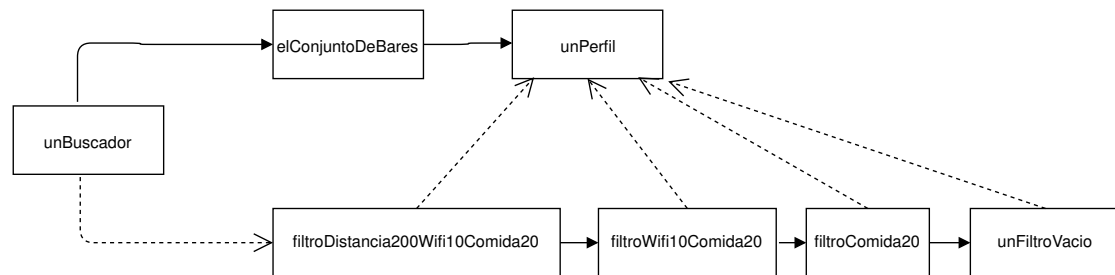 elConjuntoDeBares
unPerfil
unBuscador
filtroDistancia200Wifi10Comida20
filtroWifi10Comida20
filtroComida20
unFiltroVacio